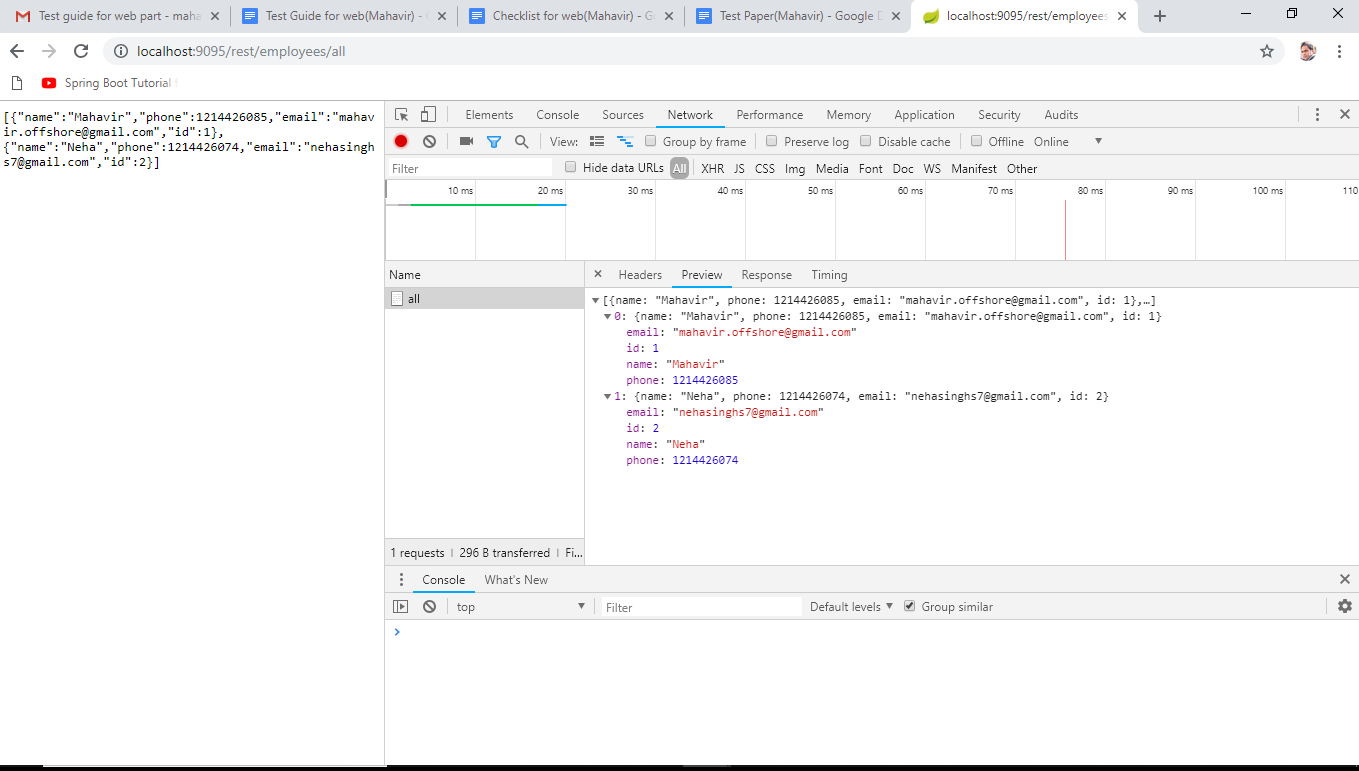 Test guide for web part - maha
Test Guide for web(Mahavir) -
Checklist for web(Mahavir) - G
Test Paper(Mahavir) - Google D
localhost:9095/rest/employees
localhost:9095/rest/employees/all
Spring Boot Tutorial
[{"name":"Mahavir","phone":1214426085,"email":"mahav
ir.offshore@gmail.com","id":1},
{"name":"Neha","phone":1214426074,"email":"nehasingh
s7@gmail.com","id":2}]
Elements Console Sources Network Performance Memory Application Security Audits
View: Group by frame Preserve log Disable cache Offline Online
Filter Hide data URLs All XHR JS CSS Img Media Font Doc WS Manifest Other
10 ms 20 ms 30 ms 40 ms 50 ms 60 ms 70 ms 80 ms 90 ms 100 ms 110
Name
all
1 requests 296 B transferred Fi...
Headers Preview Response Timing
[{name: "Mahavir", phone: 1214426085, email: "mahavir.offshore@gmail.com", id: 1},…]
0: {name: "Mahavir", phone: 1214426085, email: "mahavir.offshore@gmail.com", id: 1}
email: "mahavir.offshore@gmail.com"
id: 1
name: "Mahavir"
phone: 1214426085
1: {name: "Neha", phone: 1214426074, email: "nehasinghs7@gmail.com", id: 2}
email: "nehasinghs7@gmail.com"
id: 2
name: "Neha"
phone: 1214426074
Console What's New
top Filter Default levels Group similar